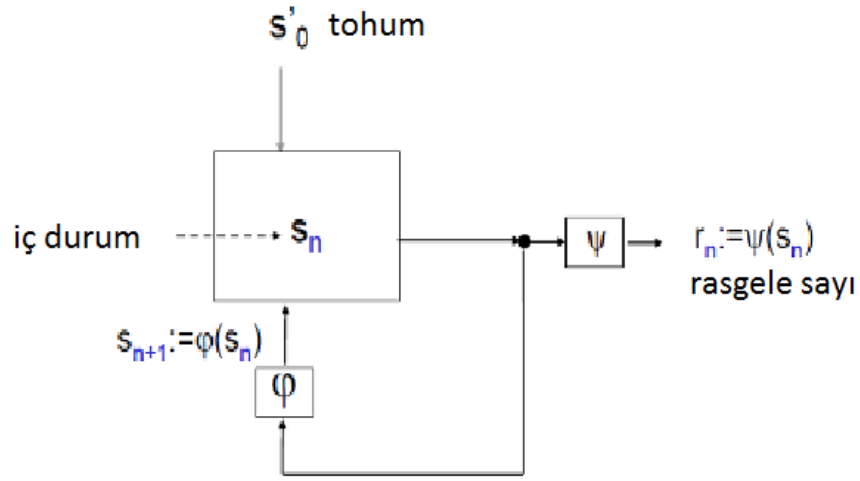 s'₀ tohum
iç durum
sₙ
ψ
rₙ:=ψ(sₙ)
rasgele sayı
sₙ₊₁:=φ(sₙ)
φ